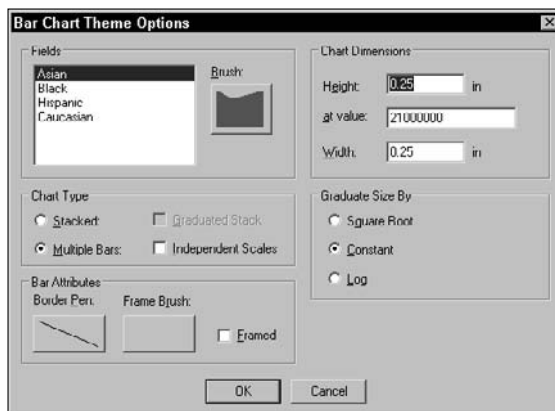 Bar Chart Theme Options
Fields
Asian
Black
Hispanic
Caucasian
Brush:
Chart Dimensions
Height: 0.25 in
at value: 21000000
Width: 0.25 in
Chart Type
Stacked:
Graduated Stack
Multiple Bars:
Independent Scales
Graduate Size By
Square Root
Constant
Log
Bar Attributes
Border Pen:
Frame Brush:
Framed
OK
Cancel